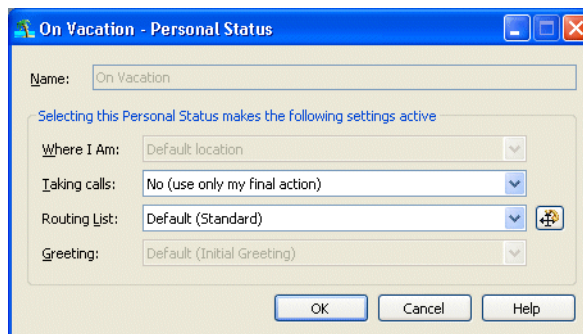 On Vacation - Personal Status
Name: On Vacation
Selecting this Personal Status makes the following settings active
Where I Am: Default location
Taking calls: No (use only my final action)
Routing List: Default (Standard)
Greeting: Default (Initial Greeting)
OK Cancel Help